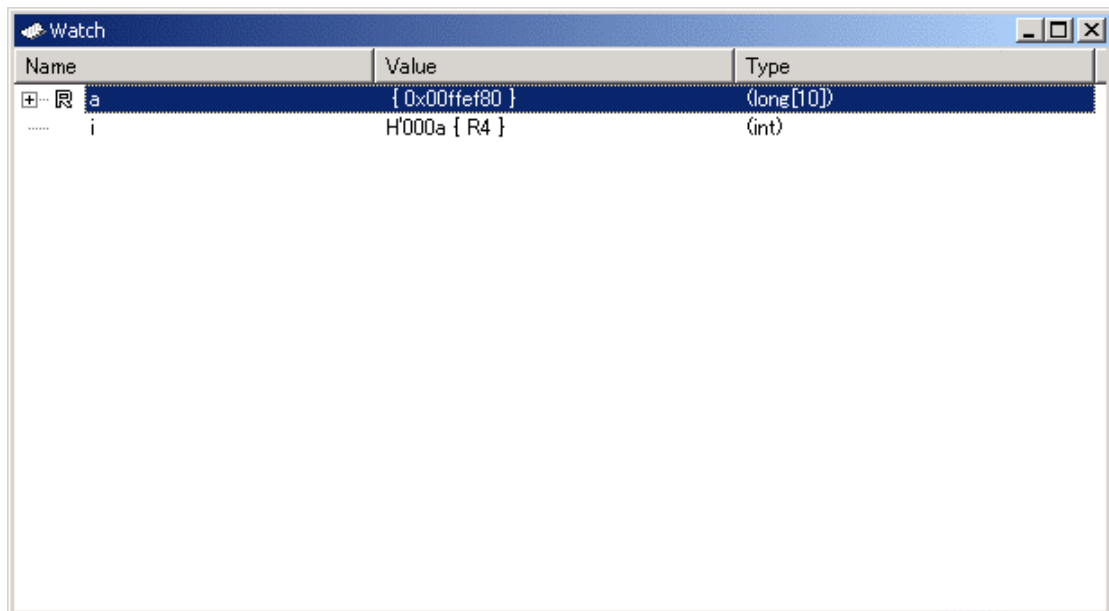 Watch
Name Value Type
R a { 0x00ffef80 } (long[10])
i H'000a { R4 } (int)